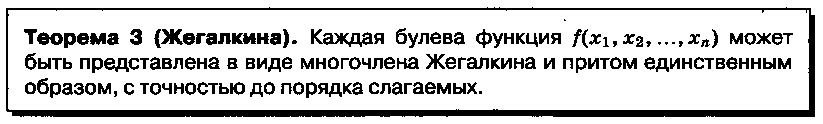 Теорема 3 (Жегалкина). Каждая булева функция f(x₁, x₂, ..., xₙ) может
быть представлена в виде многочлена Жегалкина и притом единственным
образом, с точностью до порядка слагаемых.